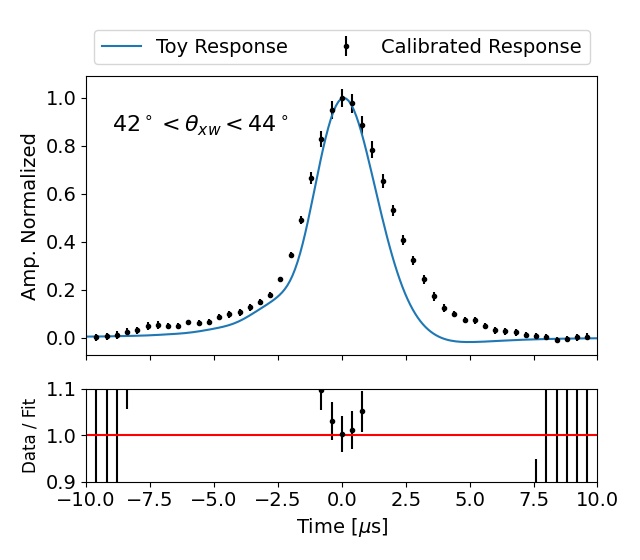 Toy Response Calibrated Response
42° < θxw < 44°
Amp. Normalized
1.0
0.8
0.6
0.4
0.2
0.0
Data / Fit
1.1
1.0
0.9
−10.0 −7.5 −5.0 −2.5 0.0 2.5 5.0 7.5 10.0
Time [μs]